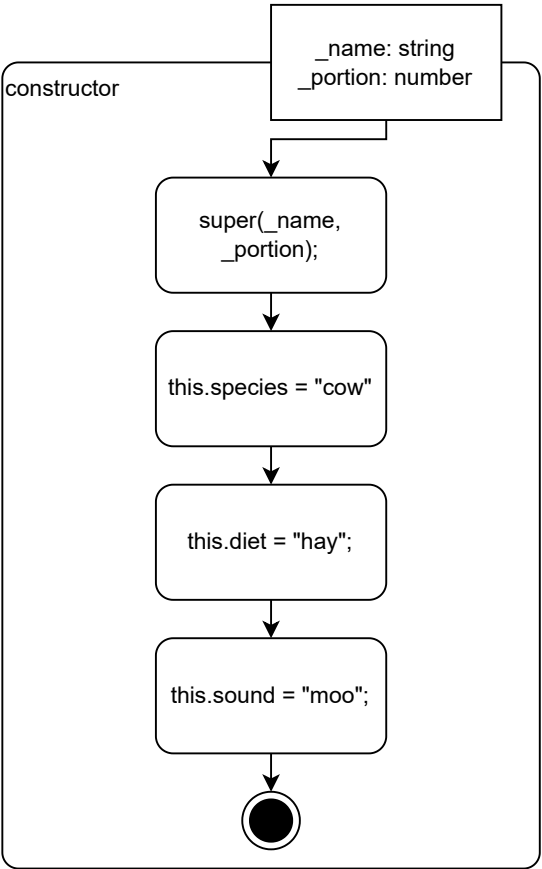 _name: string
_portion: number
constructor
super(_name,
_portion);
this.species = "cow"
this.diet = "hay";
this.sound = "moo";